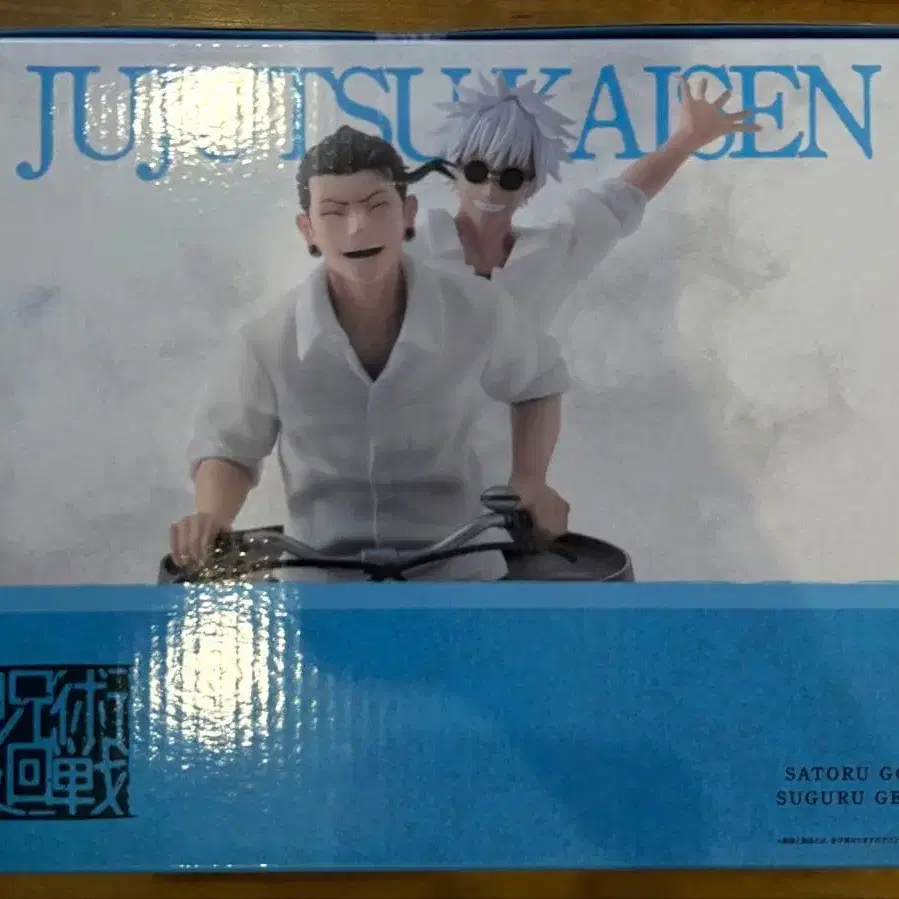 JUJUTSU KAISEN
呪術
廻戦
SATORU GO
SUGURU GE